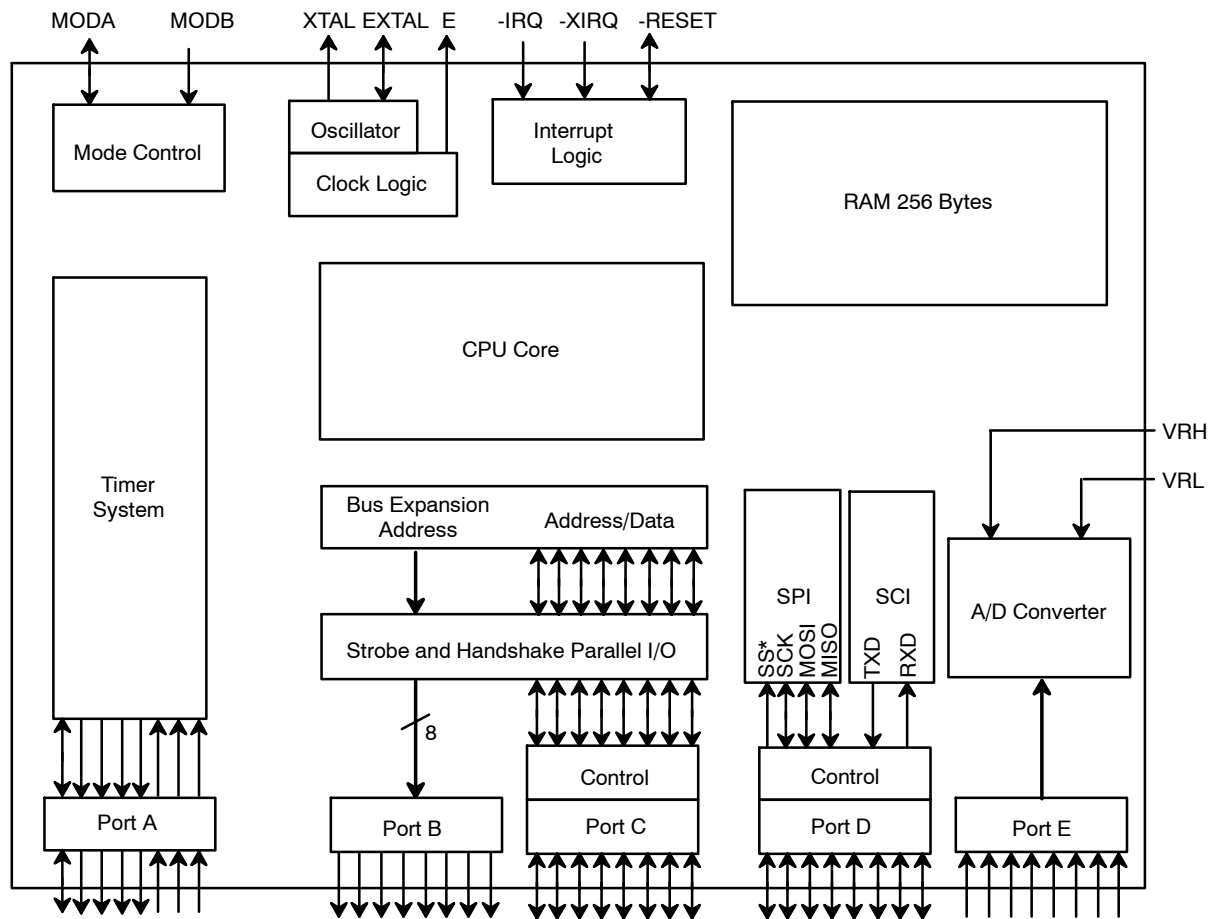 MODA MODB XTAL EXTAL E -IRQ -XIRQ -RESET
Mode Control
Oscillator
Clock Logic
Interrupt
Logic
RAM 256 Bytes
CPU Core
VRH
VRL
Timer
System
Bus Expansion
Address
Address/Data
Strobe and Handshake Parallel I/O
8
SPI
SS*
SCK
MOSI
MISO
SCI
TXD
RXD
A/D Converter
Control
Control
Port A
Port B
Port C
Port D
Port E